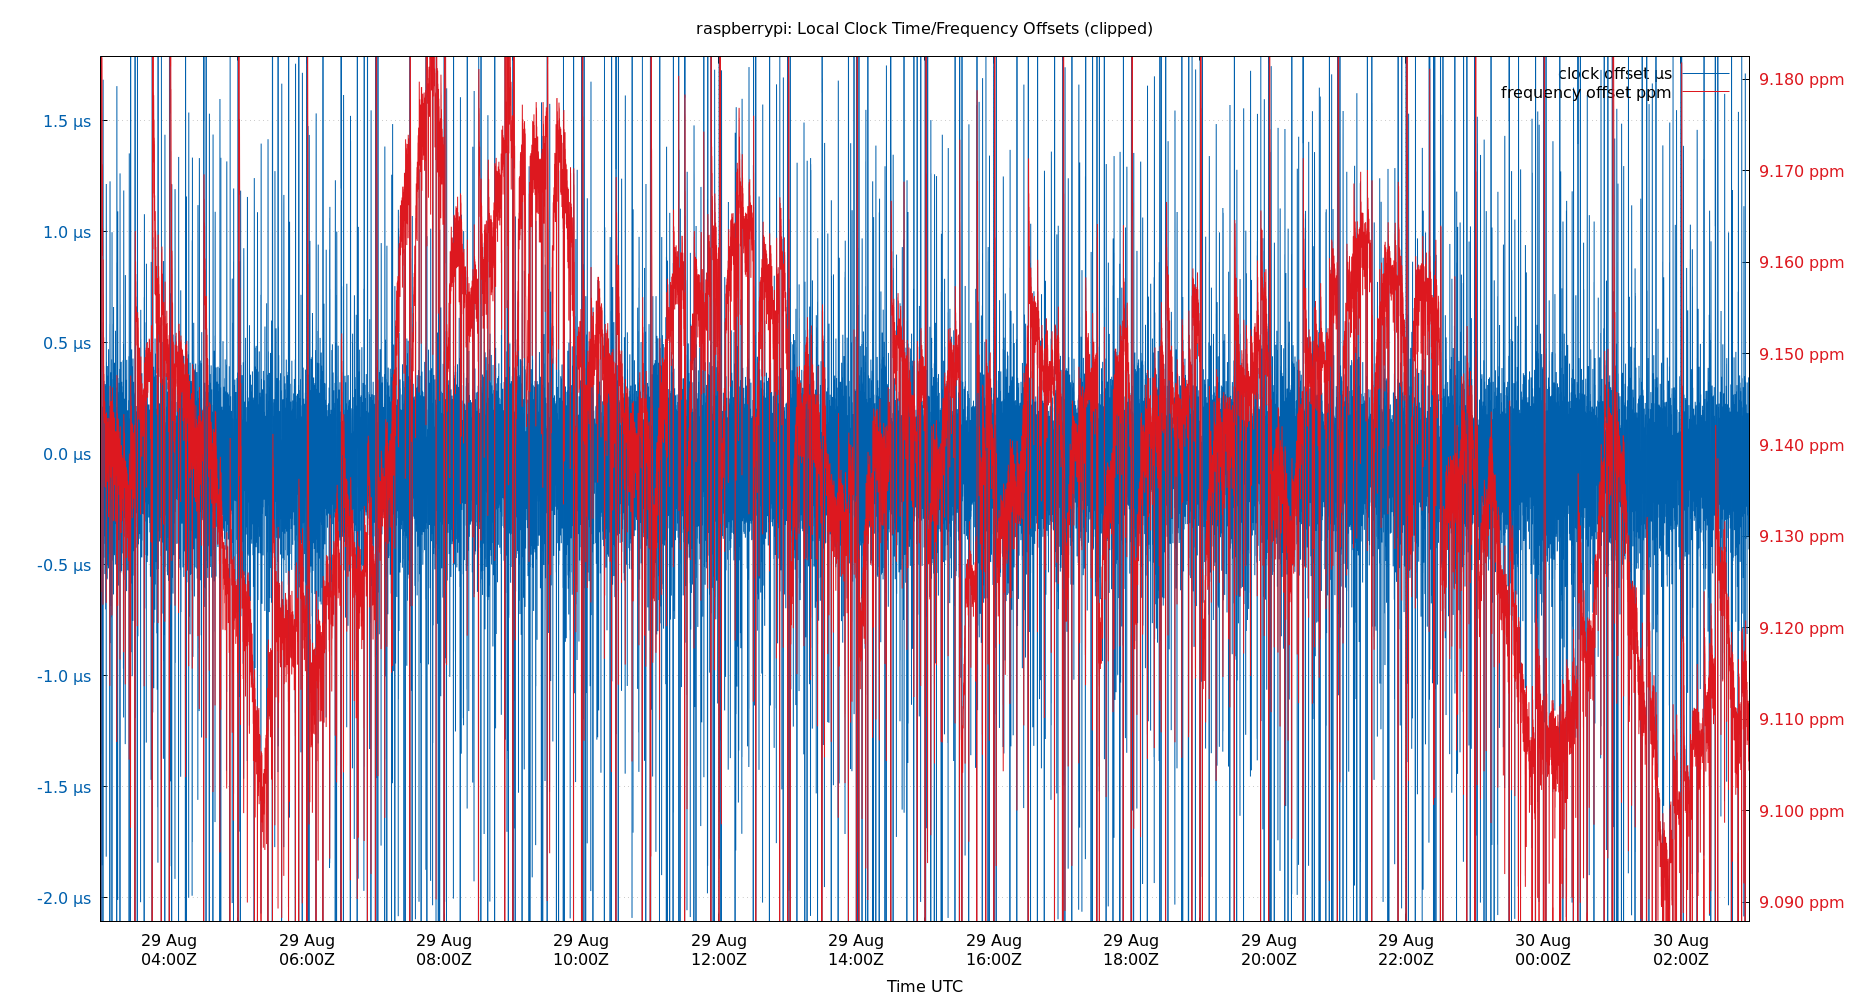 raspberrypi: Local Clock Time/Frequency Offsets (clipped)
clock offset µs
frequency offset ppm
1.5 µs
1.0 µs
0.5 µs
0.0 µs
-0.5 µs
-1.0 µs
-1.5 µs
-2.0 µs
9.180 ppm
9.170 ppm
9.160 ppm
9.150 ppm
9.140 ppm
9.130 ppm
9.120 ppm
9.110 ppm
9.100 ppm
9.090 ppm
29 Aug 29 Aug 29 Aug 29 Aug 29 Aug 29 Aug 29 Aug 29 Aug 29 Aug 29 Aug 30 Aug 30 Aug
04:00Z 06:00Z 08:00Z 10:00Z 12:00Z 14:00Z 16:00Z 18:00Z 20:00Z 22:00Z 00:00Z 02:00Z
Time UTC